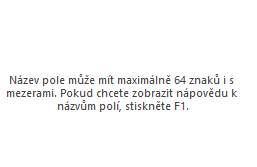 Název pole může mít maximálně 64 znaků i s
mezerami. Pokud chcete zobrazit nápovědu k
názvům polí, stiskněte F1.